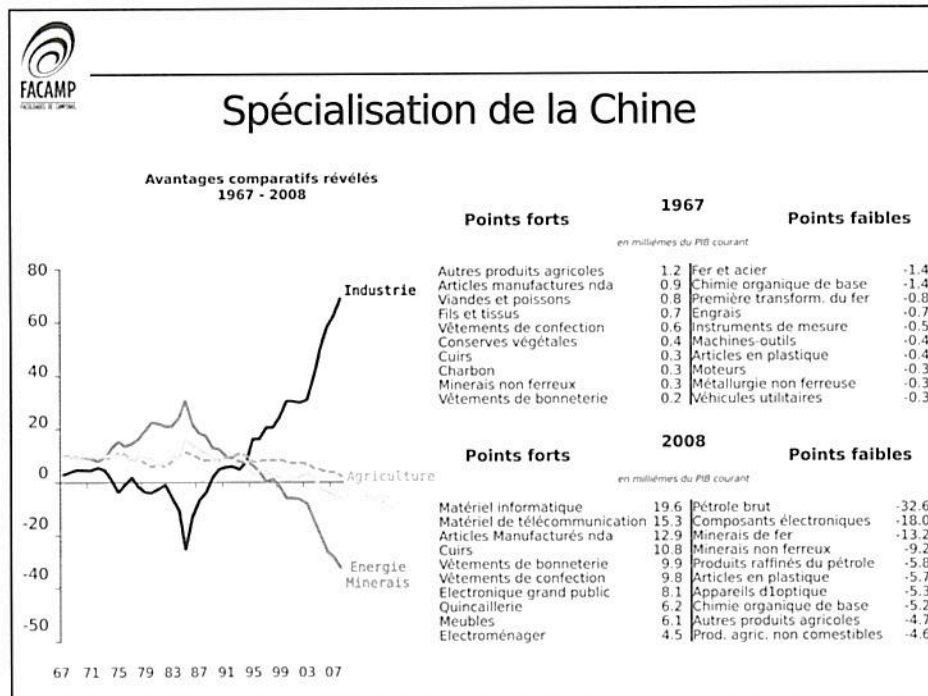 FACAMP
Spécialisation de la Chine
Avantages comparatifs révélés
1967 - 2008
80
60
40
20
0
-20
-40
-50
67 71 75 79 83 87 91 95 99 03 07
Industrie
Agriculture
Energie
Minerais
1967
Points forts Points faibles
en millièmes du PIB courant
Autres produits agricoles 1.2 Fer et acier -1.4
Articles manufactures nda 0.9 Chimie organique de base -1.4
Viandes et poissons 0.8 Première transform. du fer -0.8
Fils et tissus 0.7 Engrais -0.7
Vêtements de confection 0.6 Instruments de mesure -0.5
Conserves végétales 0.4 Machines-outils -0.4
Cuirs 0.3 Articles en plastique -0.4
Charbon 0.3 Moteurs -0.3
Minerais non ferreux 0.3 Métallurgie non ferreuse -0.3
Vêtements de bonneterie 0.2 Véhicules utilitaires -0.3
2008
Points forts Points faibles
en millièmes du PIB courant
Matériel informatique 19.6 Pétrole brut -32.6
Matériel de télécommunication 15.3 Composants électroniques -18.0
Articles Manufacturés nda 12.9 Minerais de fer -13.2
Cuirs 10.8 Minerais non ferreux -9.2
Vêtements de bonneterie 9.9 Produits raffinés du pétrole -5.8
Vêtements de confection 9.8 Articles en plastique -5.7
Electronique grand public 8.1 Appareils d1optique -5.3
Quincaillerie 6.2 Chimie organique de base -5.2
Meubles 6.1 Autres produits agricoles -4.7
Electroménager 4.5 Prod. agric. non comestibles -4.6